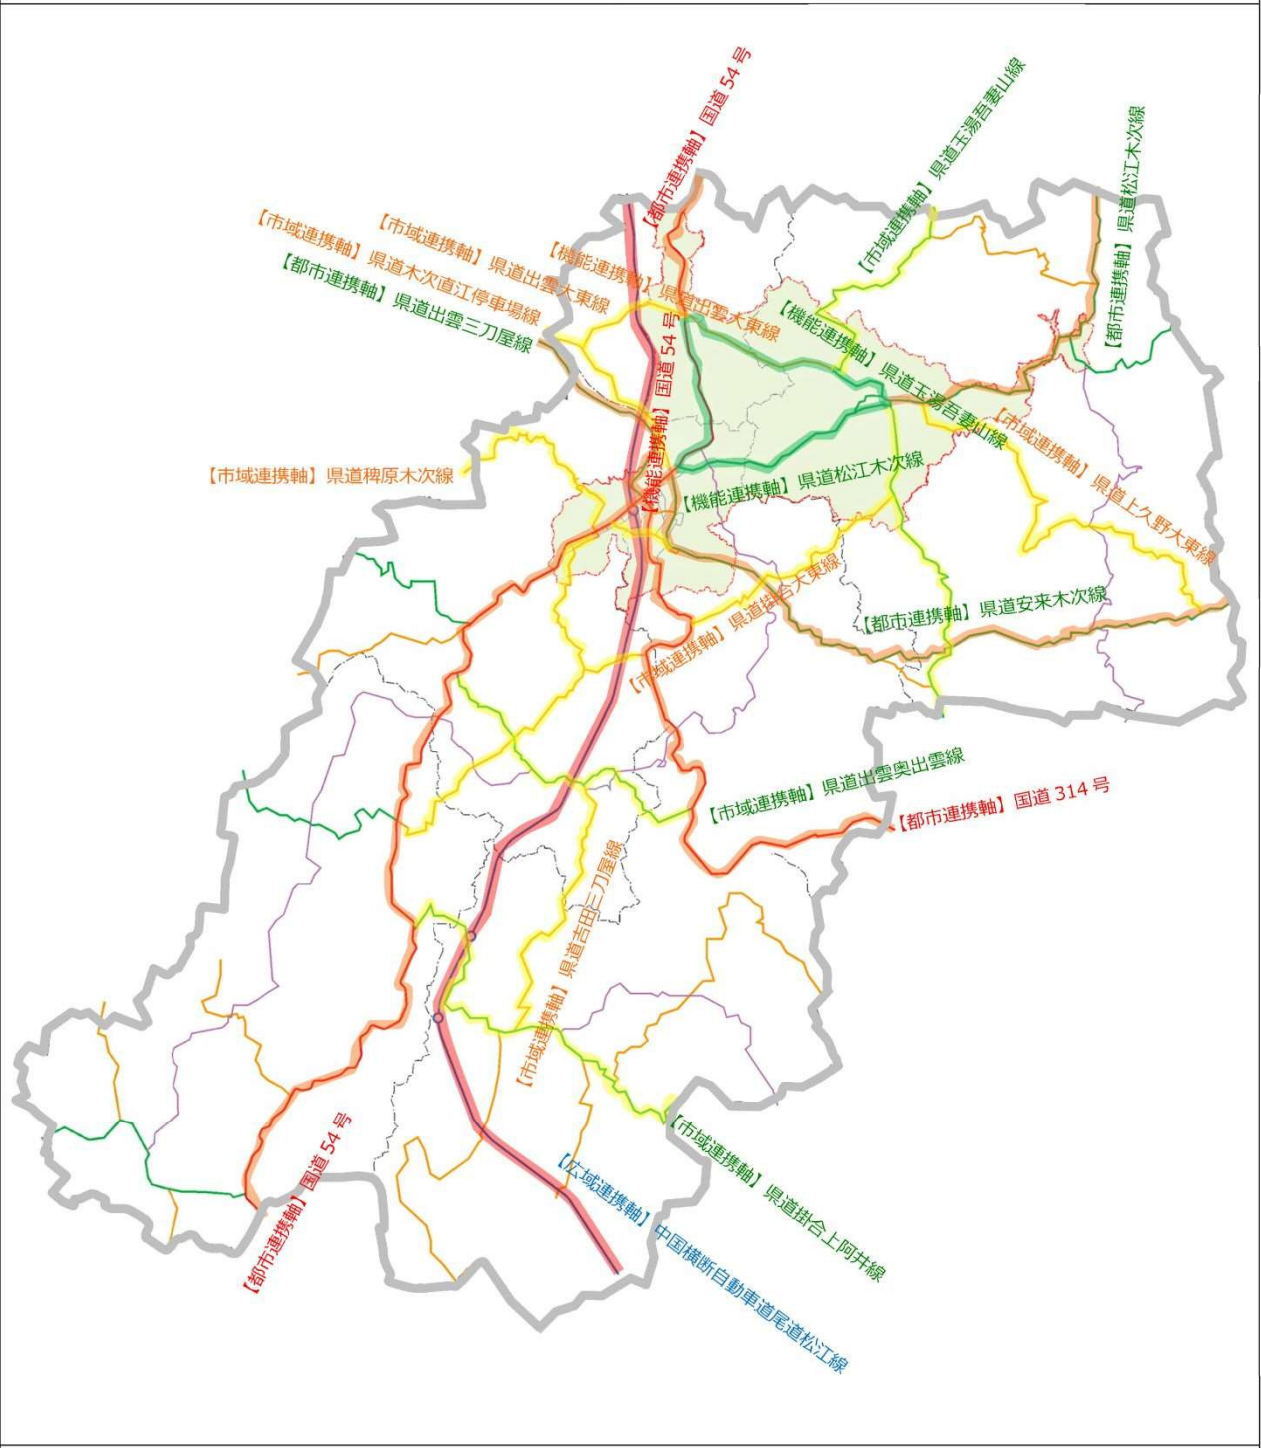 【都市連携軸】国道 54 号
【市域連携軸】県道玉湯吾妻山線
【都市連携軸】県道松江木次線
【市域連携軸】県道出雲大東線
【市域連携軸】県道木次直江停車場線
【都市連携軸】県道出雲三刀屋線
【機能連携軸】県道出雲大東線
【機能連携軸】県道玉湯吾妻山線
【機能連携軸】国道 54 号
【市域連携軸】県道上久野大東線
【市域連携軸】県道稗原木次線
【機能連携軸】県道松江木次線
【市域連携軸】県道掛合大東線
【都市連携軸】県道安来木次線
【市域連携軸】県道出雲奥出雲線
【都市連携軸】国道 314 号
【市域連携軸】県道吉田三刀屋線
【都市連携軸】国道 54 号
【市域連携軸】県道掛合上阿井線
【広域連携軸】中国横断自動車道尾道松江線